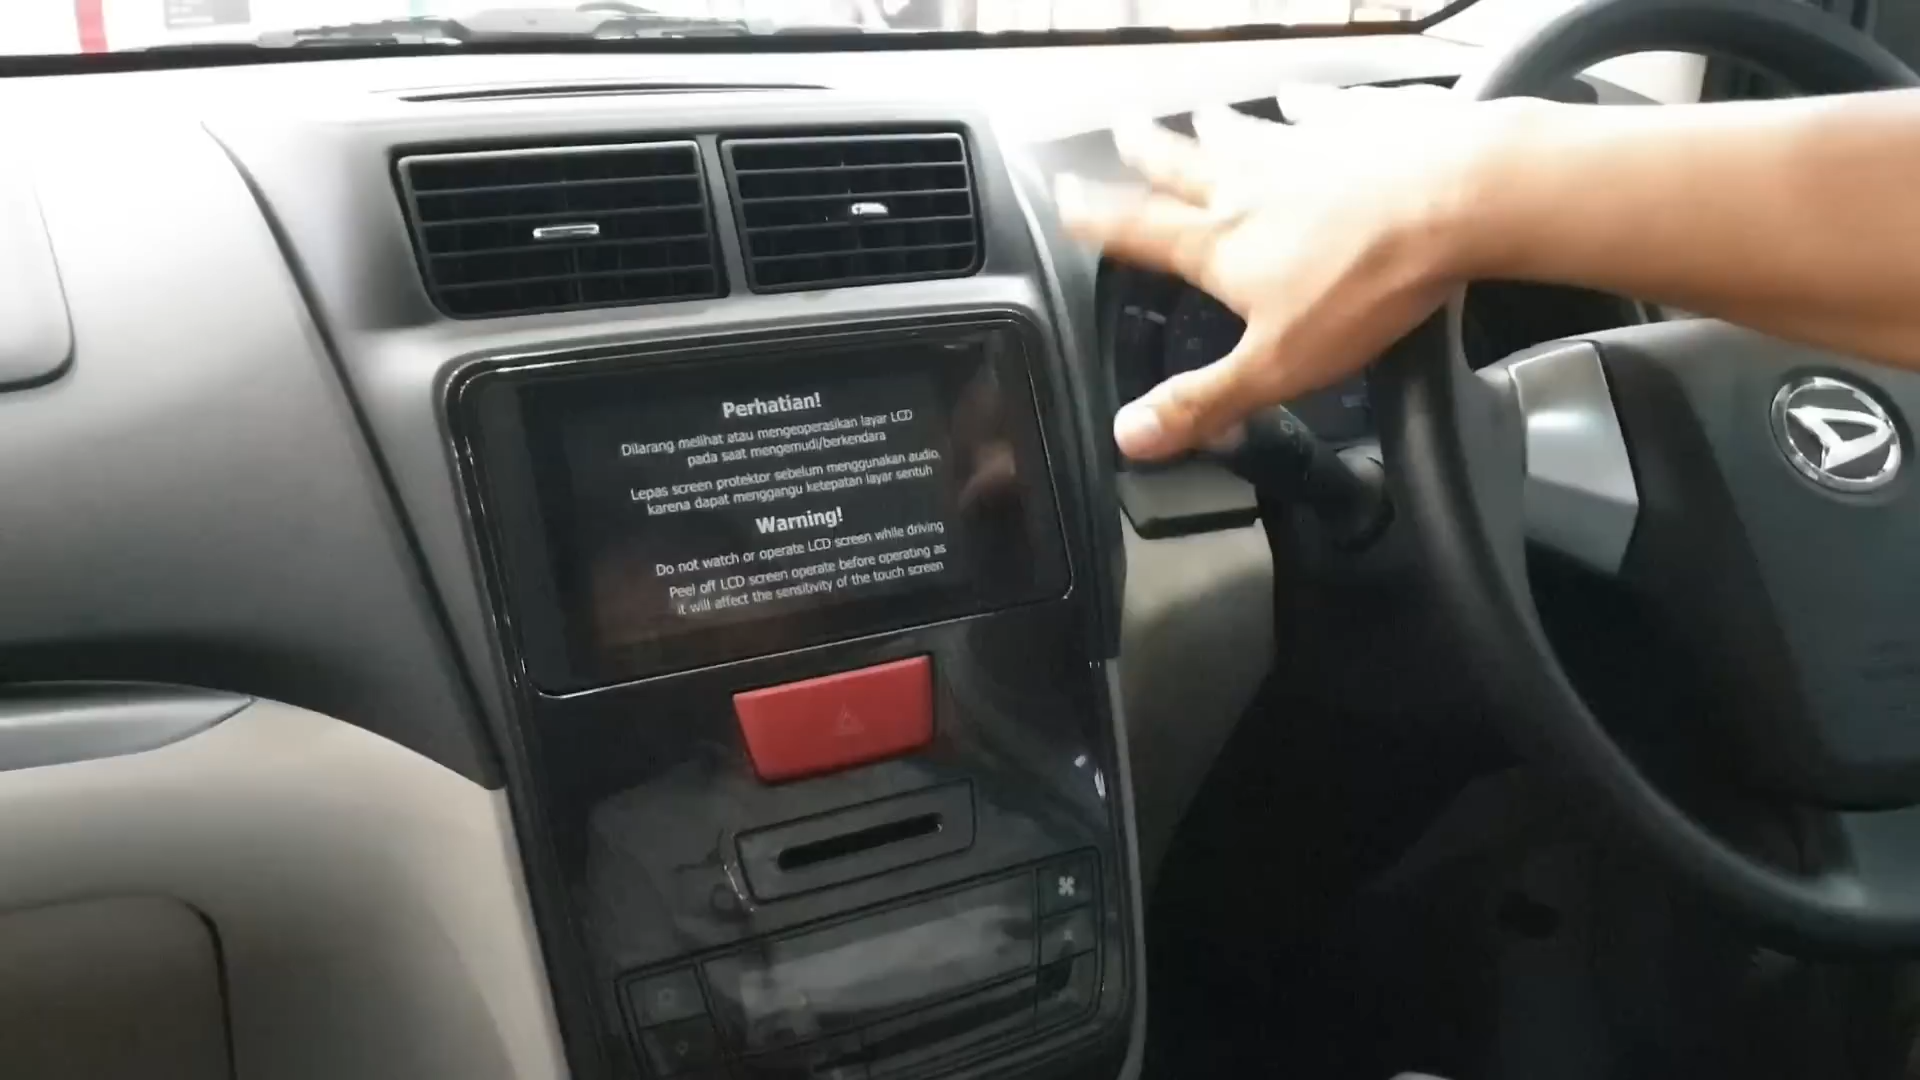 Perhatian!
Dilarang melihat atau mengeoperasikan layar LCD
pada saat mengemudi/berkendara
Lepas screen protektor sebelum menggunakan audio,
karena dapat menggangu ketepatan layar sentuh
Warning!
Do not watch or operate LCD screen while driving
Peel off LCD screen operate before operating as
it will affect the sensitivity of the touch screen